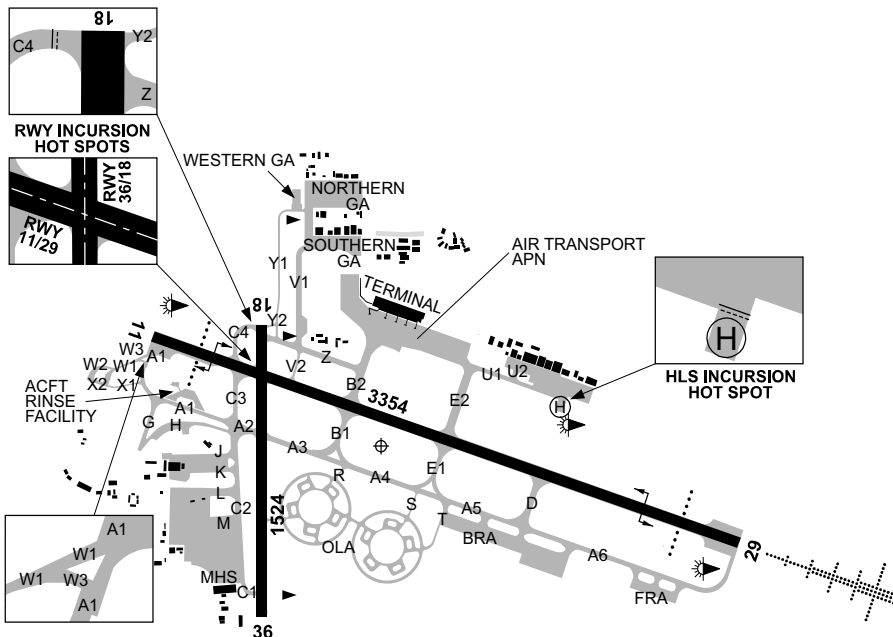 18
C4
Y2
Z
RWY INCURSION
HOT SPOTS
RWY
36/18
RWY
11/29
WESTERN GA
NORTHERN
GA
SOUTHERN
GA
AIR TRANSPORT
APN
TERMINAL
Y1
V1
18
Y2
C4
11
W3
A1
W2
W1
X2
X1
ACFT
RINSE
FACILITY
A1
G
H
C3
A2
V2
Z
B2
3354
U1
U2
E2
H
H
HLS INCURSION
HOT SPOT
J
K
L
M
C2
1524
A3
B1
R
A4
E1
S
T
A5
BRA
D
A6
OLA
FRA
29
MHS
C1
36
A1
W1
W1
W3
A1